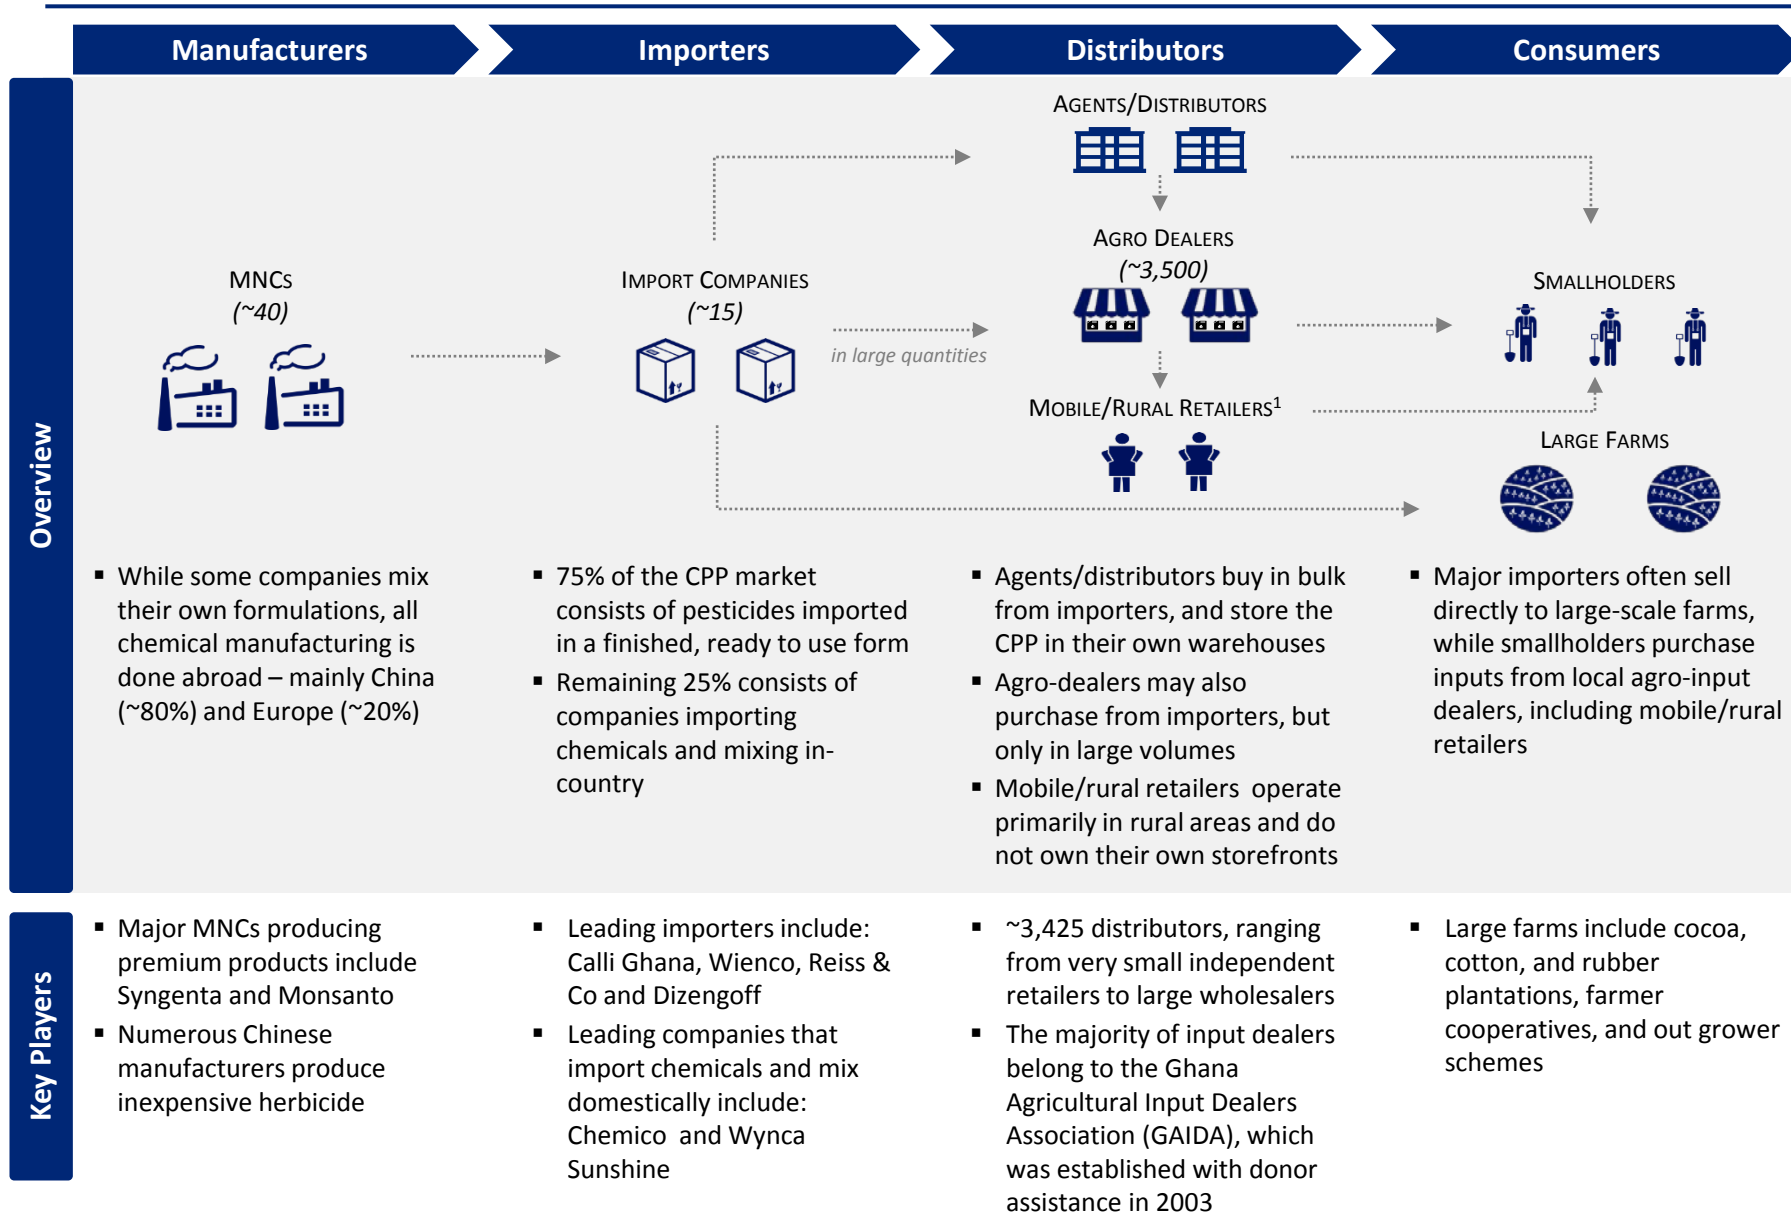 Manufacturers
Importers
Distributors
Consumers
Overview
AGENTS/DISTRIBUTORS
AGRO DEALERS
(~3,500)
MNCS
(~40)
IMPORT COMPANIES
(~15)
in large quantities
SMALLHOLDERS
MOBILE/RURAL RETAILERS1
LARGE FARMS
▪ While some companies mix
their own formulations, all
chemical manufacturing is
done abroad – mainly China
(~80%) and Europe (~20%)
▪ 75% of the CPP market
consists of pesticides imported
in a finished, ready to use form
▪ Remaining 25% consists of
companies importing
chemicals and mixing in-
country
▪ Agents/distributors buy in bulk
from importers, and store the
CPP in their own warehouses
▪ Agro-dealers may also
purchase from importers, but
only in large volumes
▪ Mobile/rural retailers operate
primarily in rural areas and do
not own their own storefronts
▪ Major importers often sell
directly to large-scale farms,
while smallholders purchase
inputs from local agro-input
dealers, including mobile/rural
retailers
Key Players
▪ Major MNCs producing
premium products include
Syngenta and Monsanto
▪ Numerous Chinese
manufacturers produce
inexpensive herbicide
▪ Leading importers include:
Calli Ghana, Wienco, Reiss &
Co and Dizengoff
▪ Leading companies that
import chemicals and mix
domestically include:
Chemico and Wynca
Sunshine
▪ ~3,425 distributors, ranging
from very small independent
retailers to large wholesalers
▪ The majority of input dealers
belong to the Ghana
Agricultural Input Dealers
Association (GAIDA), which
was established with donor
assistance in 2003
▪ Large farms include cocoa,
cotton, and rubber
plantations, farmer
cooperatives, and out grower
schemes